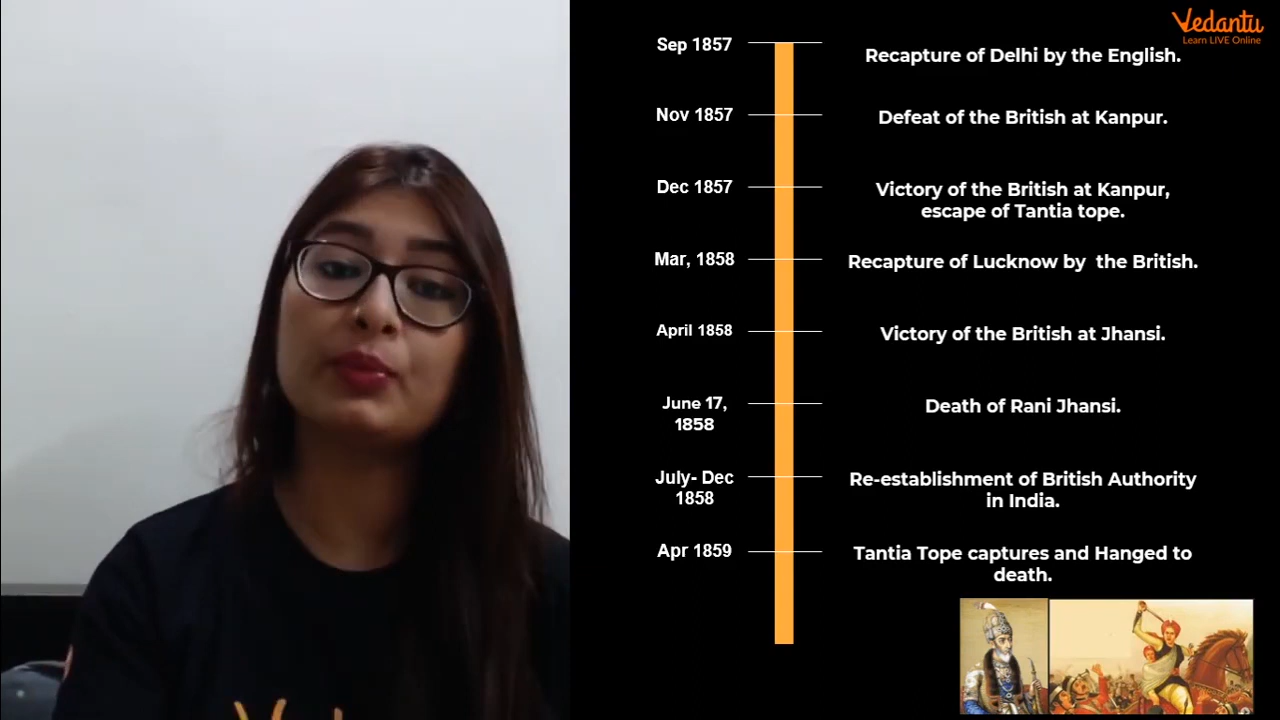 Vedantu
Learn LIVE Online
Sep 1857
Recapture of Delhi by the English.
Nov 1857
Defeat of the British at Kanpur.
Dec 1857
Victory of the British at Kanpur,
escape of Tantia tope.
Mar, 1858
Recapture of Lucknow by the British.
April 1858
Victory of the British at Jhansi.
June 17,
1858
Death of Rani Jhansi.
July- Dec
1858
Re-establishment of British Authority
in India.
Apr 1859
Tantia Tope captures and Hanged to
death.